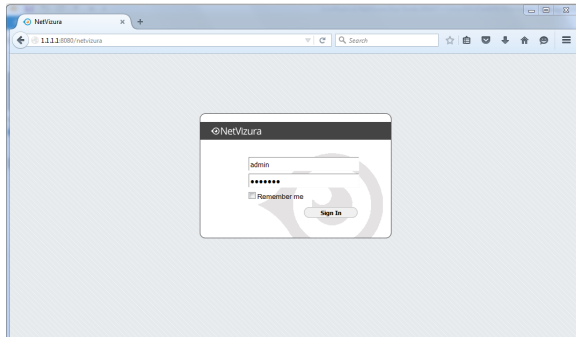 NetVizura
1.1.1.1:8080/netvizura
Search
NetVizura
admin
•••••••
Remember me
Sign In